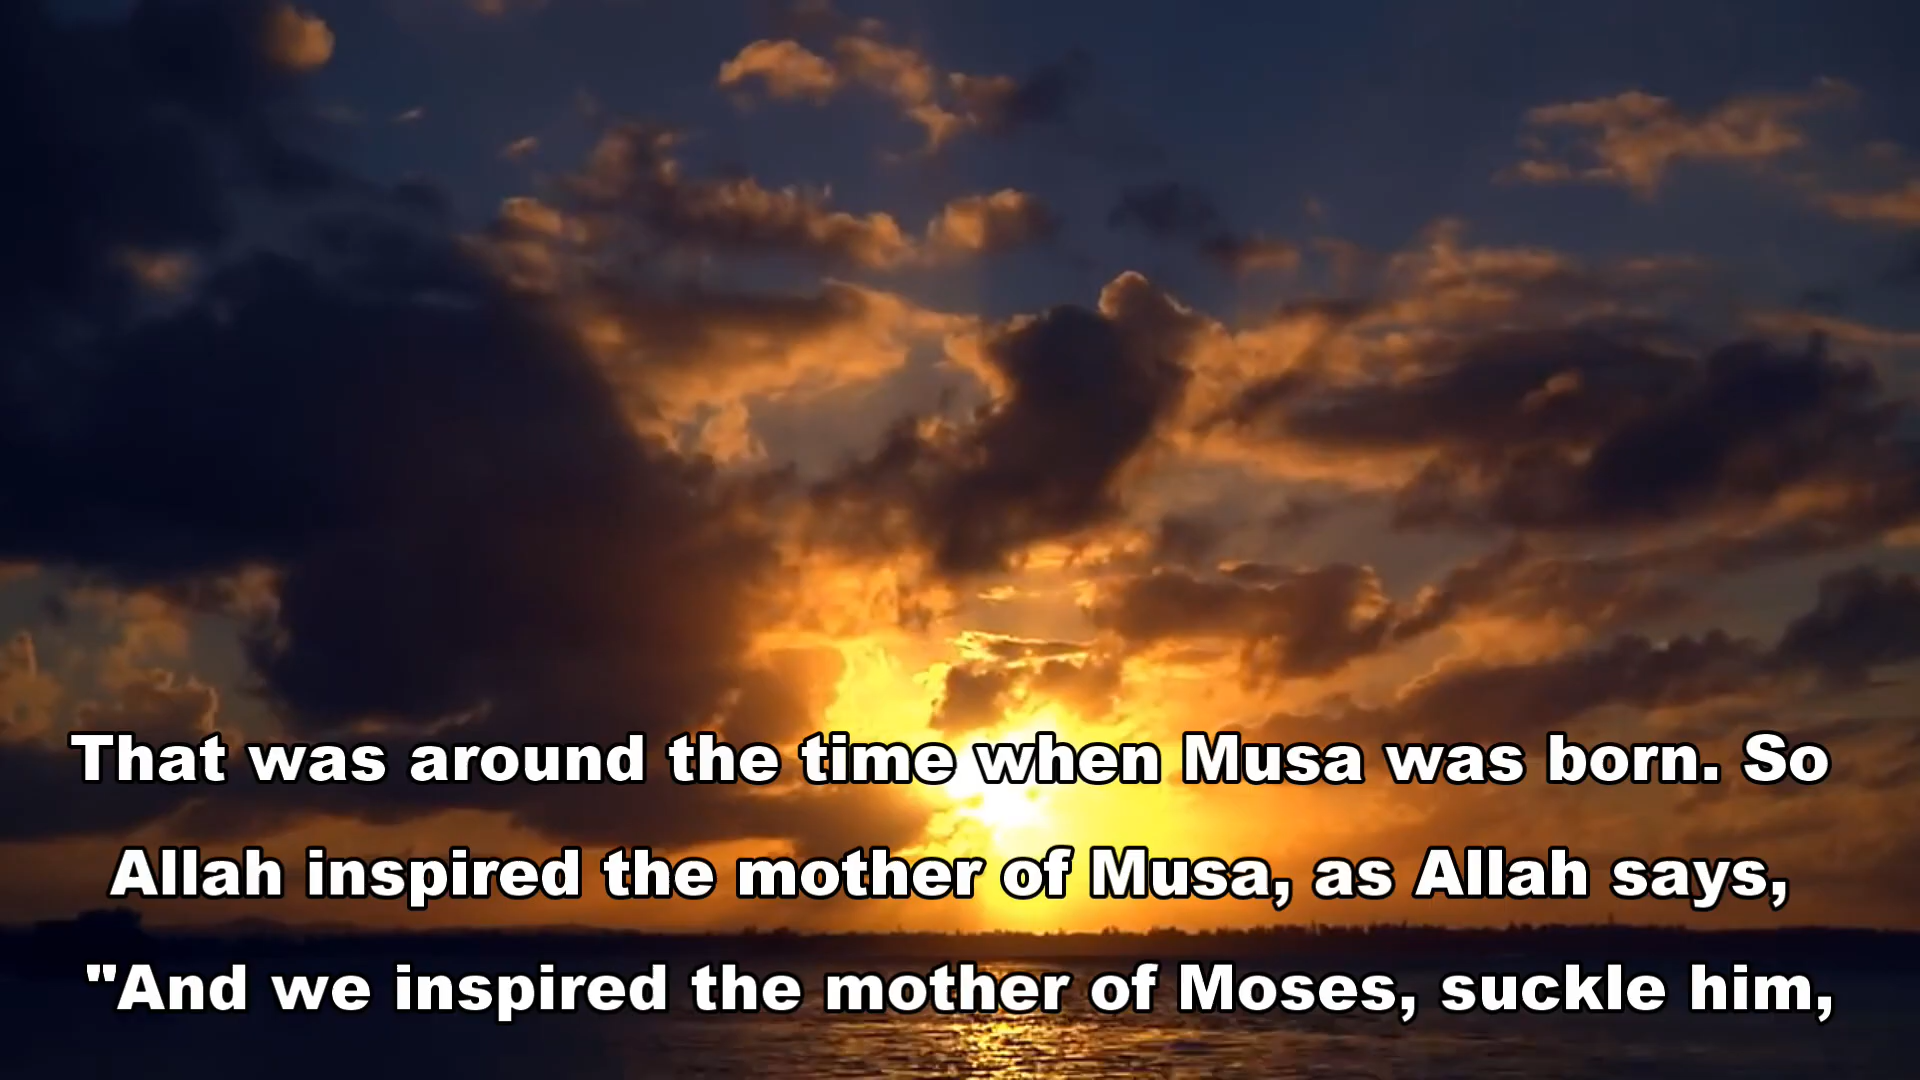 That was around the time when Musa was born. So
Allah inspired the mother of Musa, as Allah says,
"And we inspired the mother of Moses, suckle him,